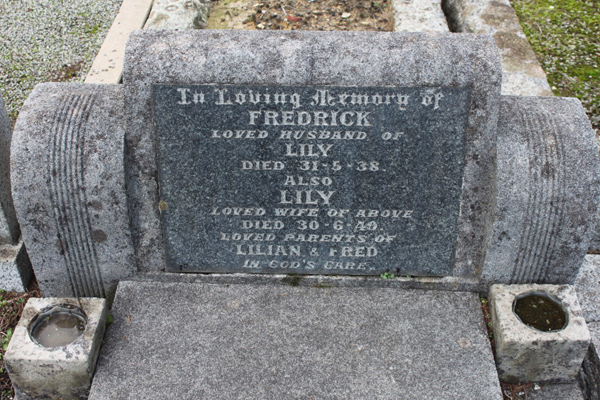 In Loving Memory of
FREDRICK
LOVED HUSBAND OF
LILY
DIED 31-5-38.
ALSO
LILY
LOVED WIFE OF ABOVE
DIED 30-6-49.
LOVED PARENTS OF
LILIAN & FRED
IN GOD'S CARE.